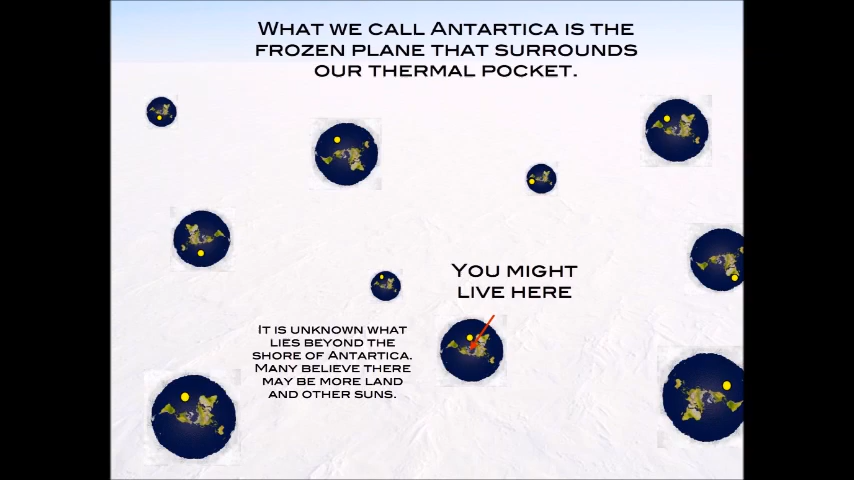 What we call Antartica is the
frozen plane that surrounds
our thermal pocket.
You might
live here
It is unknown what
lies beyond the
shore of Antartica.
Many believe there
may be more land
and other suns.